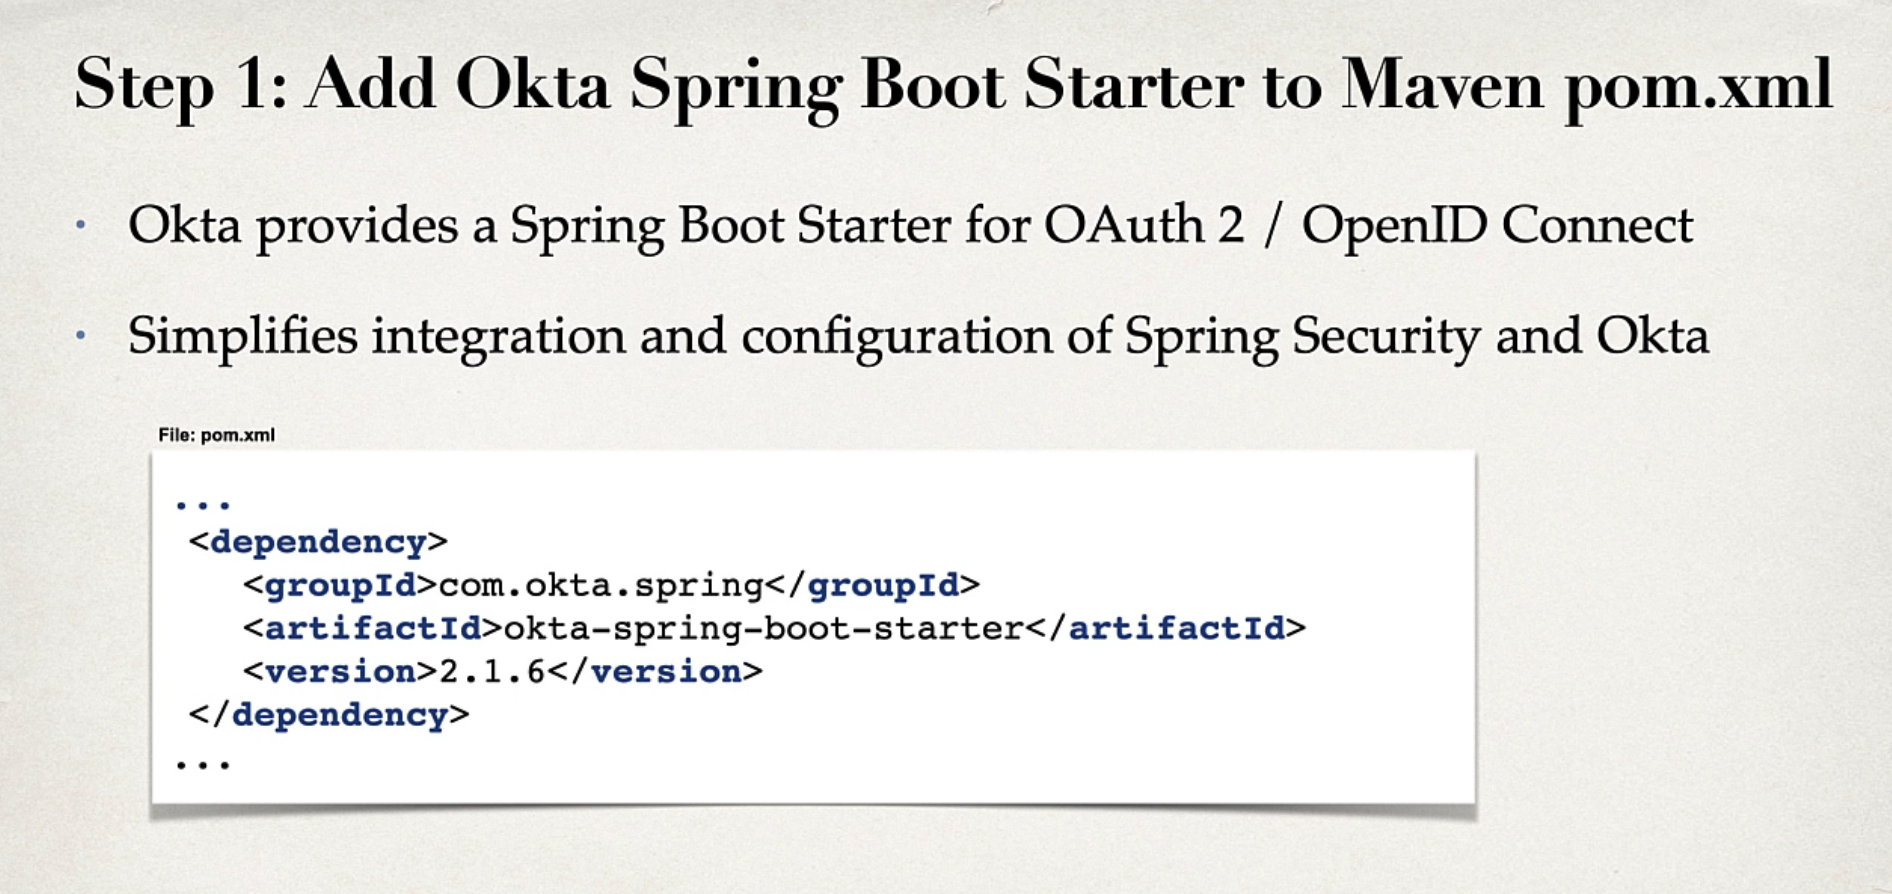 Step 1: Add Okta Spring Boot Starter to Maven pom.xml
• Okta provides a Spring Boot Starter for OAuth 2 / OpenID Connect
• Simplifies integration and configuration of Spring Security and Okta
File: pom.xml
...
<dependency>
<groupId>com.okta.spring</groupId>
<artifactId>okta-spring-boot-starter</artifactId>
<version>2.1.6</version>
</dependency>
...